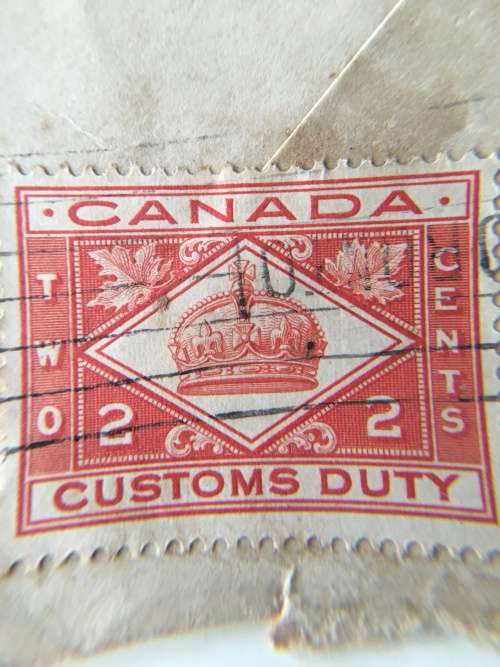 · CANADA ·
TWO
CENTS
2 2
CUSTOMS DUTY